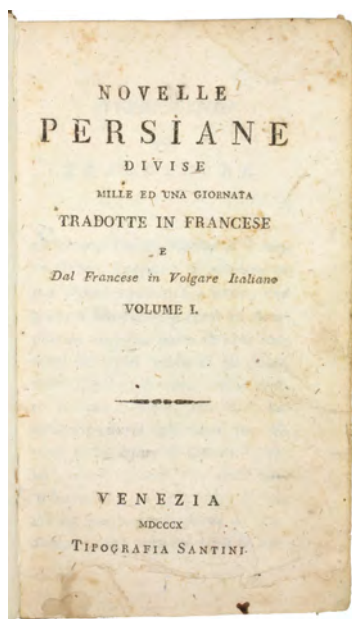 NOVELLE
PERSIANE
DIVISE
MILLE ED UNA GIORNATA
TRADOTTE IN FRANCESE
E
Dal Francese in Volgare Italiano
VOLUME I.
VENEZIA
MDCCCX
TIPOGRAFIA SANTINI.